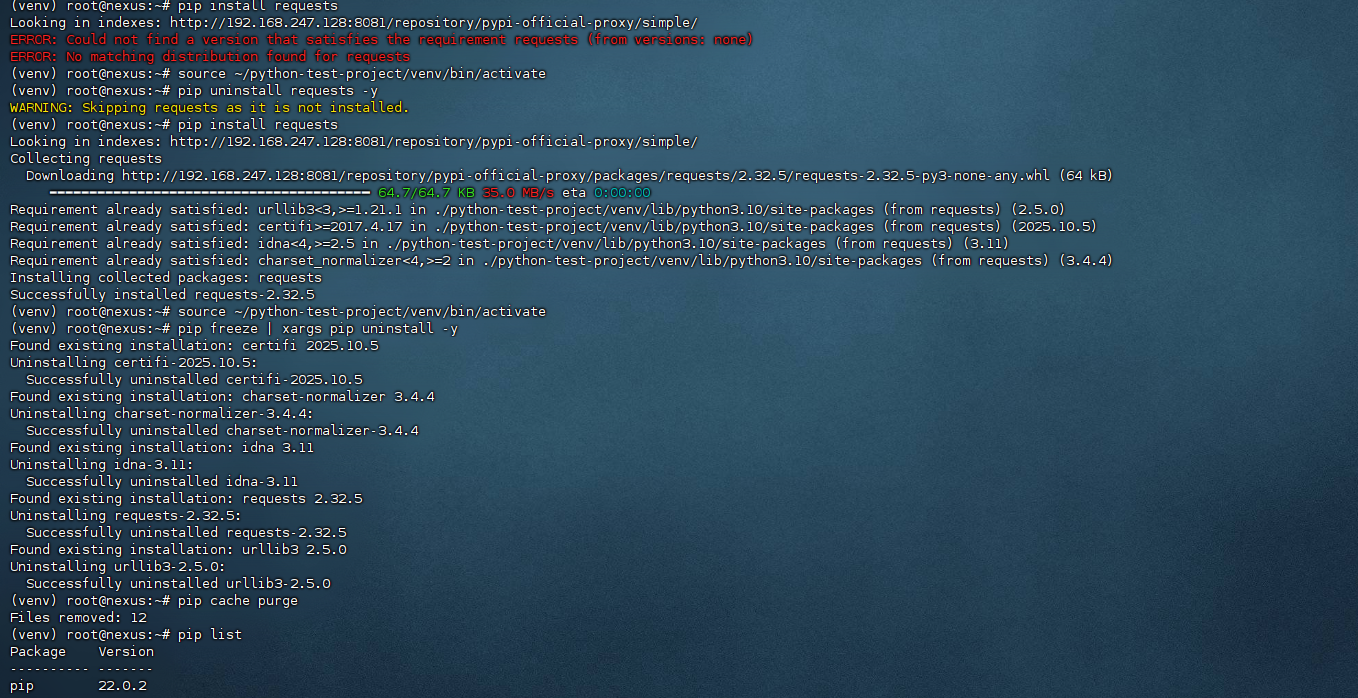 (venv) root@nexus:~# pip install requests
Looking in indexes: http://192.168.247.128:8081/repository/pypi-official-proxy/simple/
ERROR: Could not find a version that satisfies the requirement requests (from versions: none)
ERROR: No matching distribution found for requests
(venv) root@nexus:~# source ~/python-test-project/venv/bin/activate
(venv) root@nexus:~# pip uninstall requests -y
WARNING: Skipping requests as it is not installed.
(venv) root@nexus:~# pip install requests
Looking in indexes: http://192.168.247.128:8081/repository/pypi-official-proxy/simple/
Collecting requests
  Downloading http://192.168.247.128:8081/repository/pypi-official-proxy/packages/requests/2.32.5/requests-2.32.5-py3-none-any.whl (64 kB)
     64.7/64.7 KB 35.0 MB/s eta 0:00:00
Requirement already satisfied: urllib3<3,>=1.21.1 in ./python-test-project/venv/lib/python3.10/site-packages (from requests) (2.5.0)
Requirement already satisfied: certifi>=2017.4.17 in ./python-test-project/venv/lib/python3.10/site-packages (from requests) (2025.10.5)
Requirement already satisfied: idna<4,>=2.5 in ./python-test-project/venv/lib/python3.10/site-packages (from requests) (3.11)
Requirement already satisfied: charset_normalizer<4,>=2 in ./python-test-project/venv/lib/python3.10/site-packages (from requests) (3.4.4)
Installing collected packages: requests
Successfully installed requests-2.32.5
(venv) root@nexus:~# source ~/python-test-project/venv/bin/activate
(venv) root@nexus:~# pip freeze | xargs pip uninstall -y
Found existing installation: certifi 2025.10.5
Uninstalling certifi-2025.10.5:
  Successfully uninstalled certifi-2025.10.5
Found existing installation: charset-normalizer 3.4.4
Uninstalling charset-normalizer-3.4.4:
  Successfully uninstalled charset-normalizer-3.4.4
Found existing installation: idna 3.11
Uninstalling idna-3.11:
  Successfully uninstalled idna-3.11
Found existing installation: requests 2.32.5
Uninstalling requests-2.32.5:
  Successfully uninstalled requests-2.32.5
Found existing installation: urllib3 2.5.0
Uninstalling urllib3-2.5.0:
  Successfully uninstalled urllib3-2.5.0
(venv) root@nexus:~# pip cache purge
Files removed: 12
(venv) root@nexus:~# pip list
Package    Version
---------- -------
pip        22.0.2